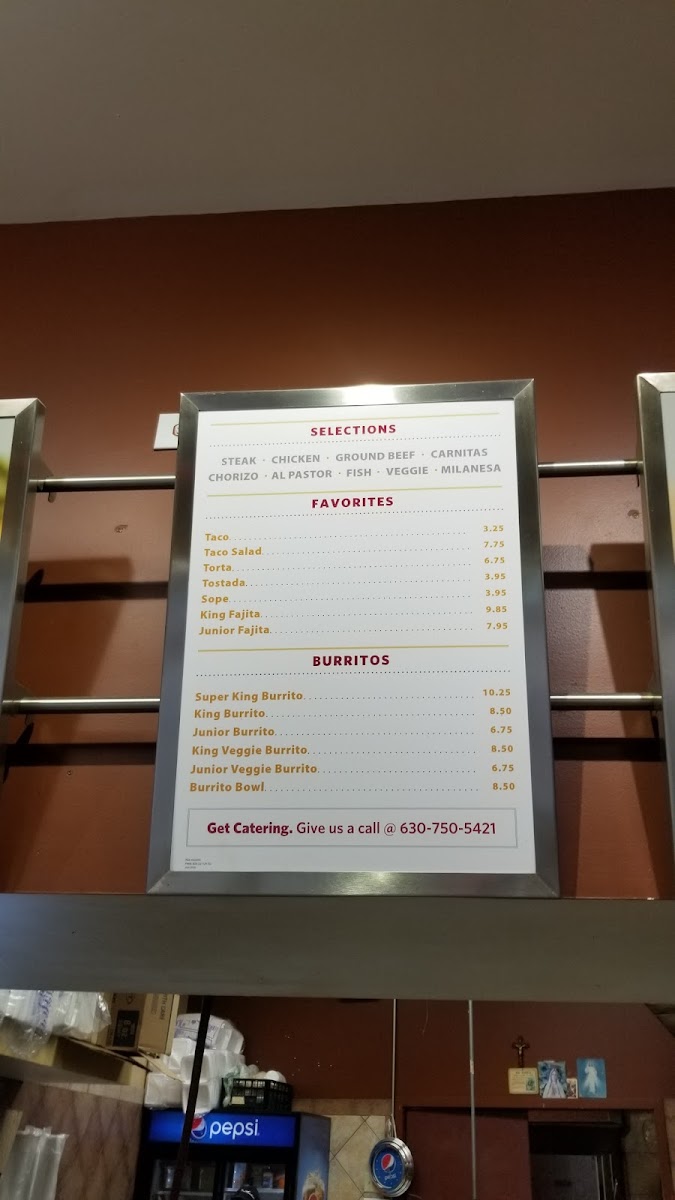 SELECTIONS
STEAK · CHICKEN · GROUND BEEF · CARNITAS
CHORIZO · AL PASTOR · FISH · VEGGIE · MILANESA
FAVORITES
Taco 3.25
Taco Salad 7.75
Torta 6.75
Tostada 3.95
Sope 3.95
King Fajita 9.85
Junior Fajita 7.95
BURRITOS
Super King Burrito 10.25
King Burrito 8.50
Junior Burrito 6.75
King Veggie Burrito 8.50
Junior Veggie Burrito 6.75
Burrito Bowl 8.50
Get Catering. Give us a call @ 630-750-5421
pepsi